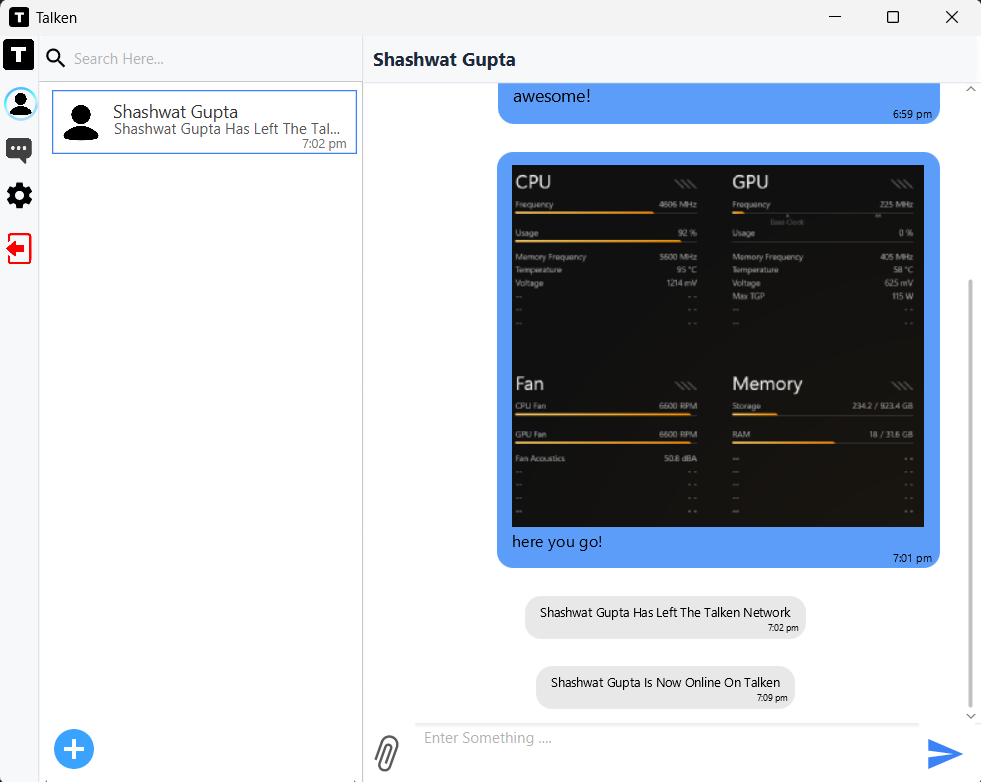 T Talken
T
Search Here...
Shashwat Gupta
Shashwat Gupta Has Left The Tal...
7:02 pm
Shashwat Gupta
awesome!
6:59 pm
CPU
Frequency 4606 MHz
Usage 92 %
Memory Frequency 5600 MHz
Temperature 95 °C
Voltage 1214 mV
-- --
-- --
-- --
GPU
Frequency 225 MHz
Base Clock
Usage 0 %
Memory Frequency 405 MHz
Temperature 58 °C
Voltage 625 mV
Max TGP 115 W
-- --
-- --
Fan
CPU Fan 6600 RPM
GPU Fan 6600 RPM
Fan Acoustics 50.8 dBA
-- --
-- --
-- --
-- --
Memory
Storage 234.2 / 923.4 GB
RAM 18 / 31.6 GB
-- --
-- --
-- --
-- --
-- --
here you go!
7:01 pm
Shashwat Gupta Has Left The Talken Network
7:02 pm
Shashwat Gupta Is Now Online On Talken
7:09 pm
Enter Something ....